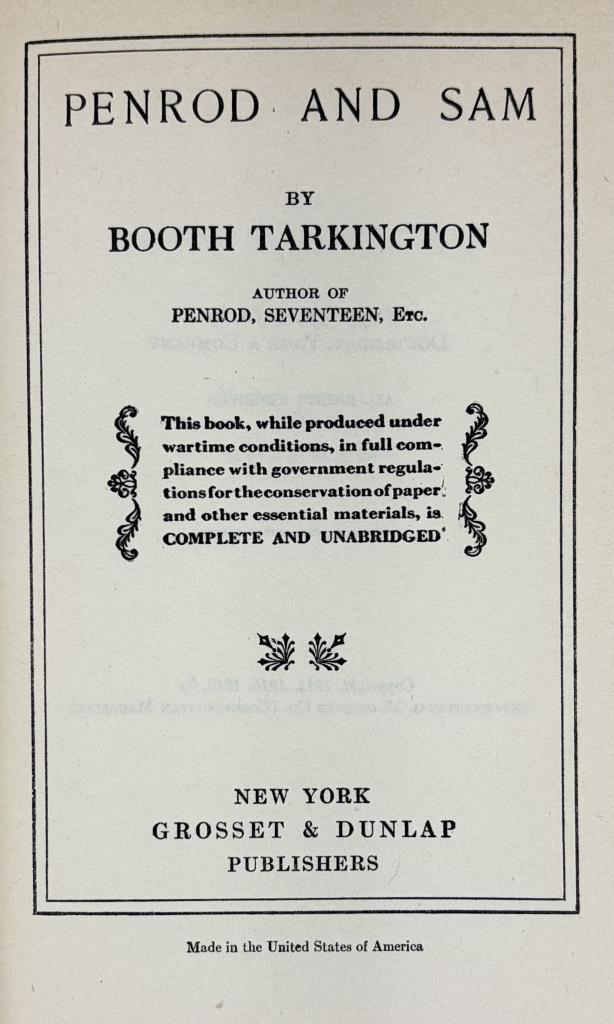 PENROD AND SAM
BY
BOOTH TARKINGTON
AUTHOR OF
PENROD, SEVENTEEN, Etc.
This book, while produced under
wartime conditions, in full com-
pliance with government regula-
tions for the conservation of paper
and other essential materials, is
COMPLETE AND UNABRIDGED
NEW YORK
GROSSET & DUNLAP
PUBLISHERS
Made in the United States of America